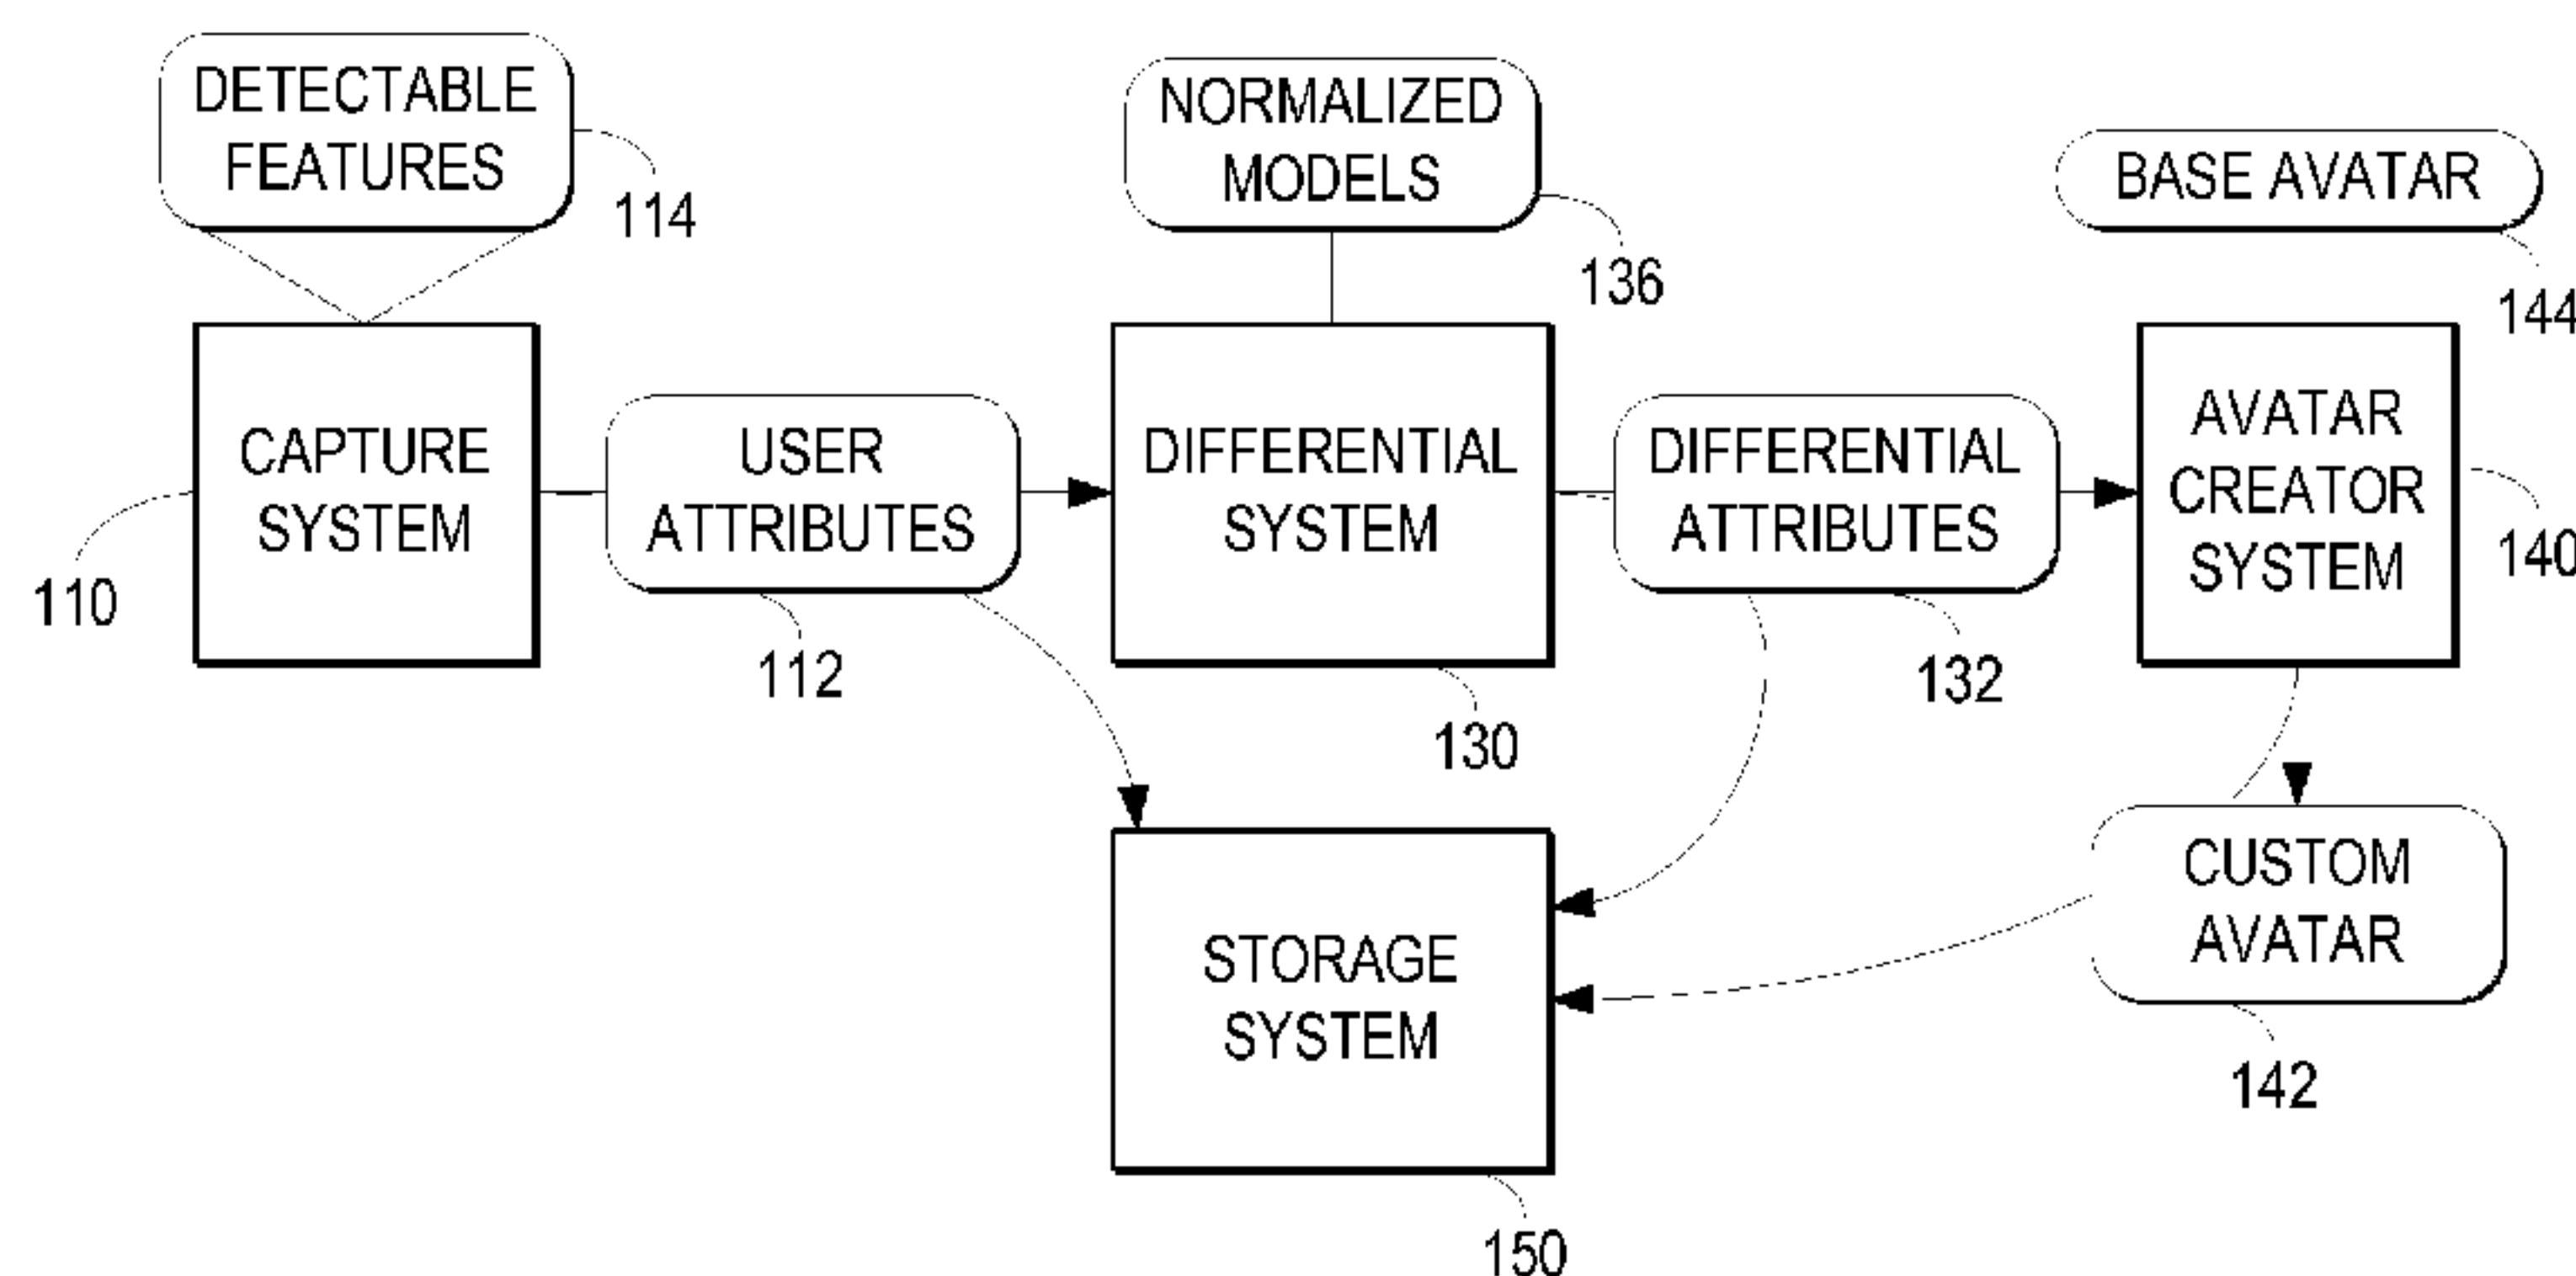 DETECTABLE
FEATURES
114
NORMALIZED
MODELS
136
BASE AVATAR
144
CAPTURE
SYSTEM
110
USER
ATTRIBUTES
112
DIFFERENTIAL
SYSTEM
130
DIFFERENTIAL
ATTRIBUTES
132
AVATAR
CREATOR
SYSTEM
140
STORAGE
SYSTEM
150
CUSTOM
AVATAR
142